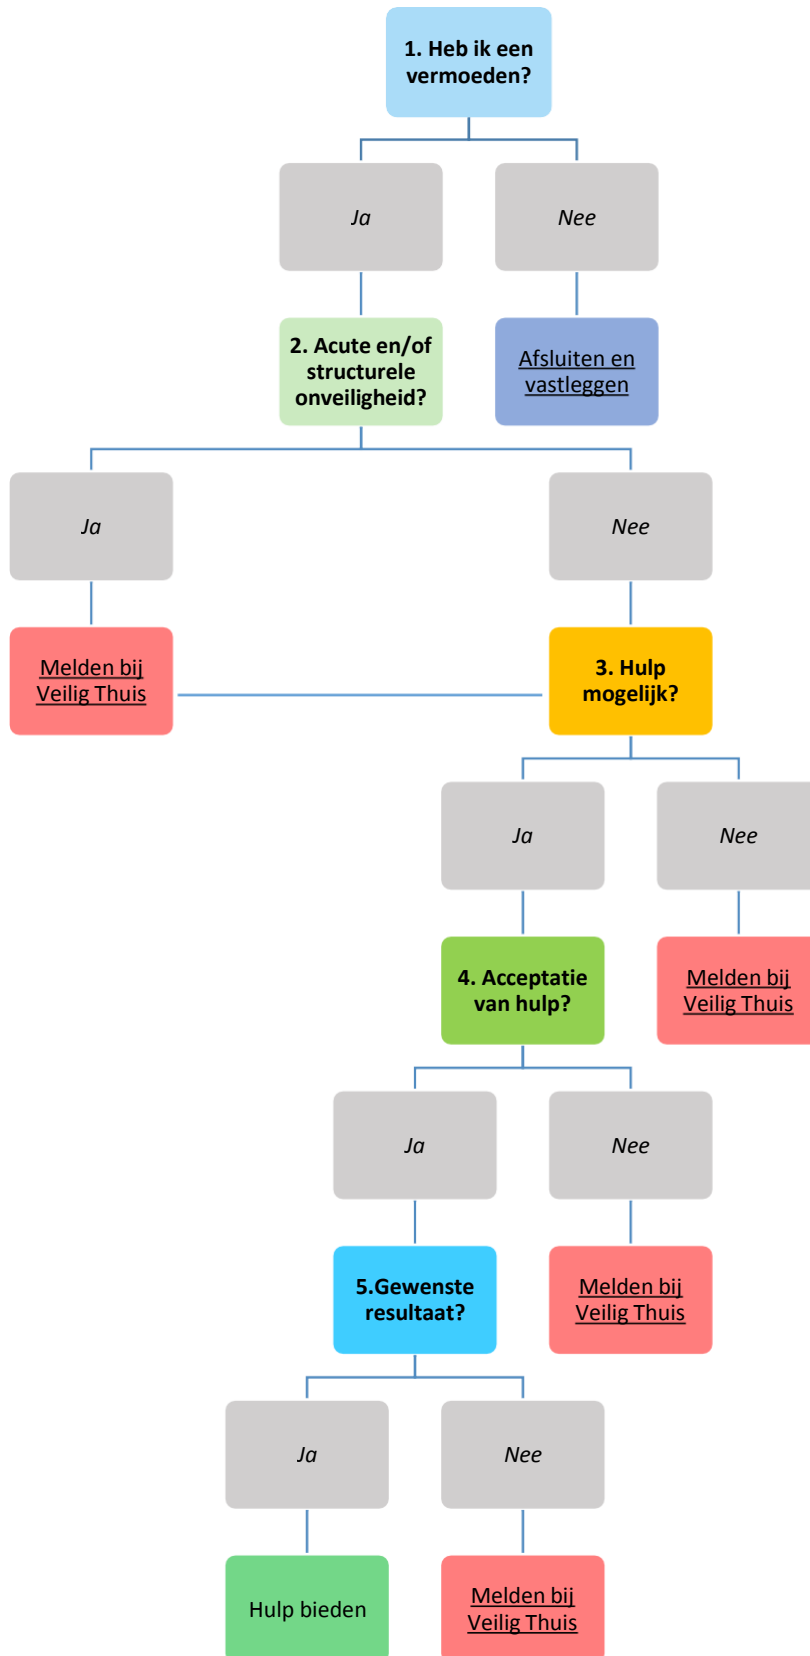 1. Heb ik een
vermoeden?
Ja
Nee
2. Acute en/of
structurele
onveiligheid?
Afsluiten en
vastleggen
Ja
Nee
Melden bij
Veilig Thuis
3. Hulp
mogelijk?
Ja
Nee
4. Acceptatie
van hulp?
Melden bij
Veilig Thuis
Ja
Nee
5.Gewenste
resultaat?
Melden bij
Veilig Thuis
Ja
Nee
Hulp bieden
Melden bij
Veilig Thuis